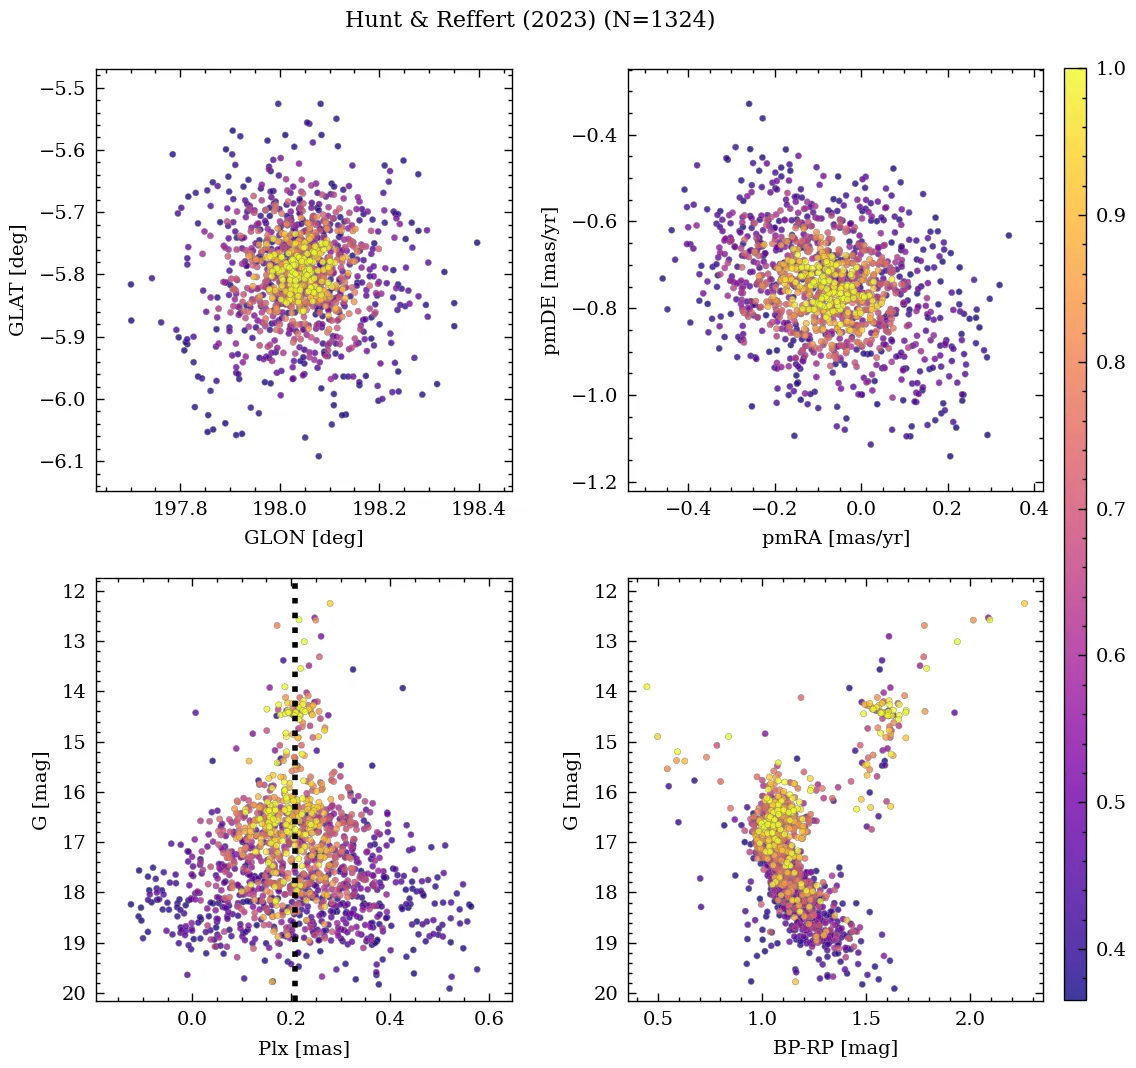 Hunt & Reffert (2023) (N=1324)
−5.5
−5.6
−5.7
−5.8
−5.9
−6.0
−6.1
GLAT [deg]
197.8 198.0 198.2 198.4
GLON [deg]
−0.4
−0.6
−0.8
−1.0
−1.2
pmDE [mas/yr]
−0.4 −0.2 0.0 0.2 0.4
pmRA [mas/yr]
12
13
14
15
16
17
18
19
20
G [mag]
0.0 0.2 0.4 0.6
Plx [mas]
12
13
14
15
16
17
18
19
20
G [mag]
0.5 1.0 1.5 2.0
BP-RP [mag]
1.0
0.9
0.8
0.7
0.6
0.5
0.4